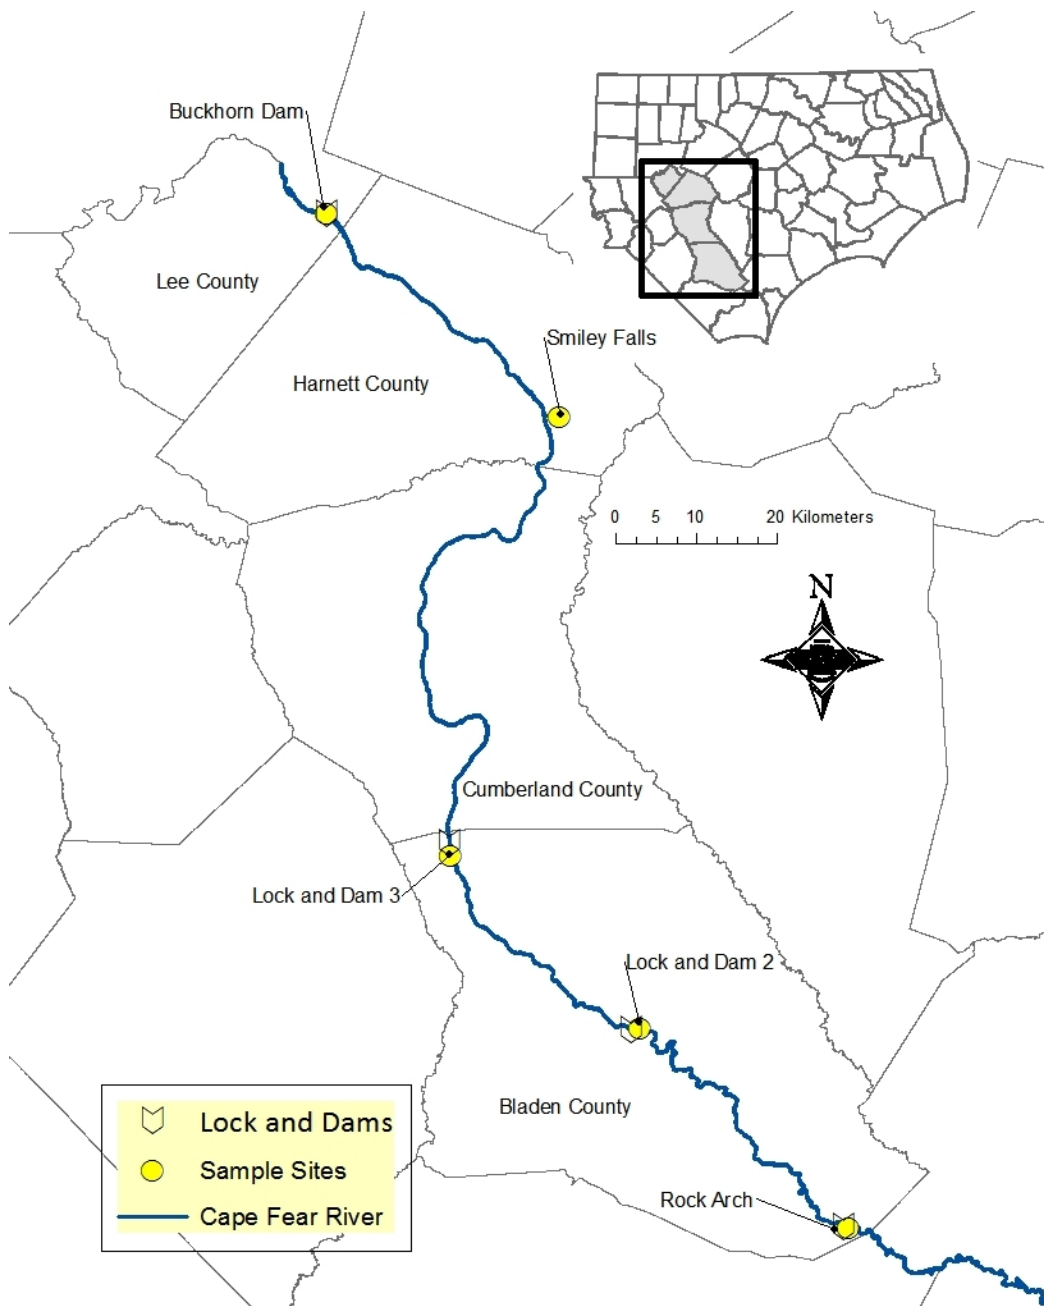 Buckhorn Dam
Lee County
Smiley Falls
Harnett County
0 5 10 20 Kilometers
N
Cumberland County
Lock and Dam 3
Lock and Dam 2
Bladen County
Rock Arch
Lock and Dams
Sample Sites
Cape Fear River